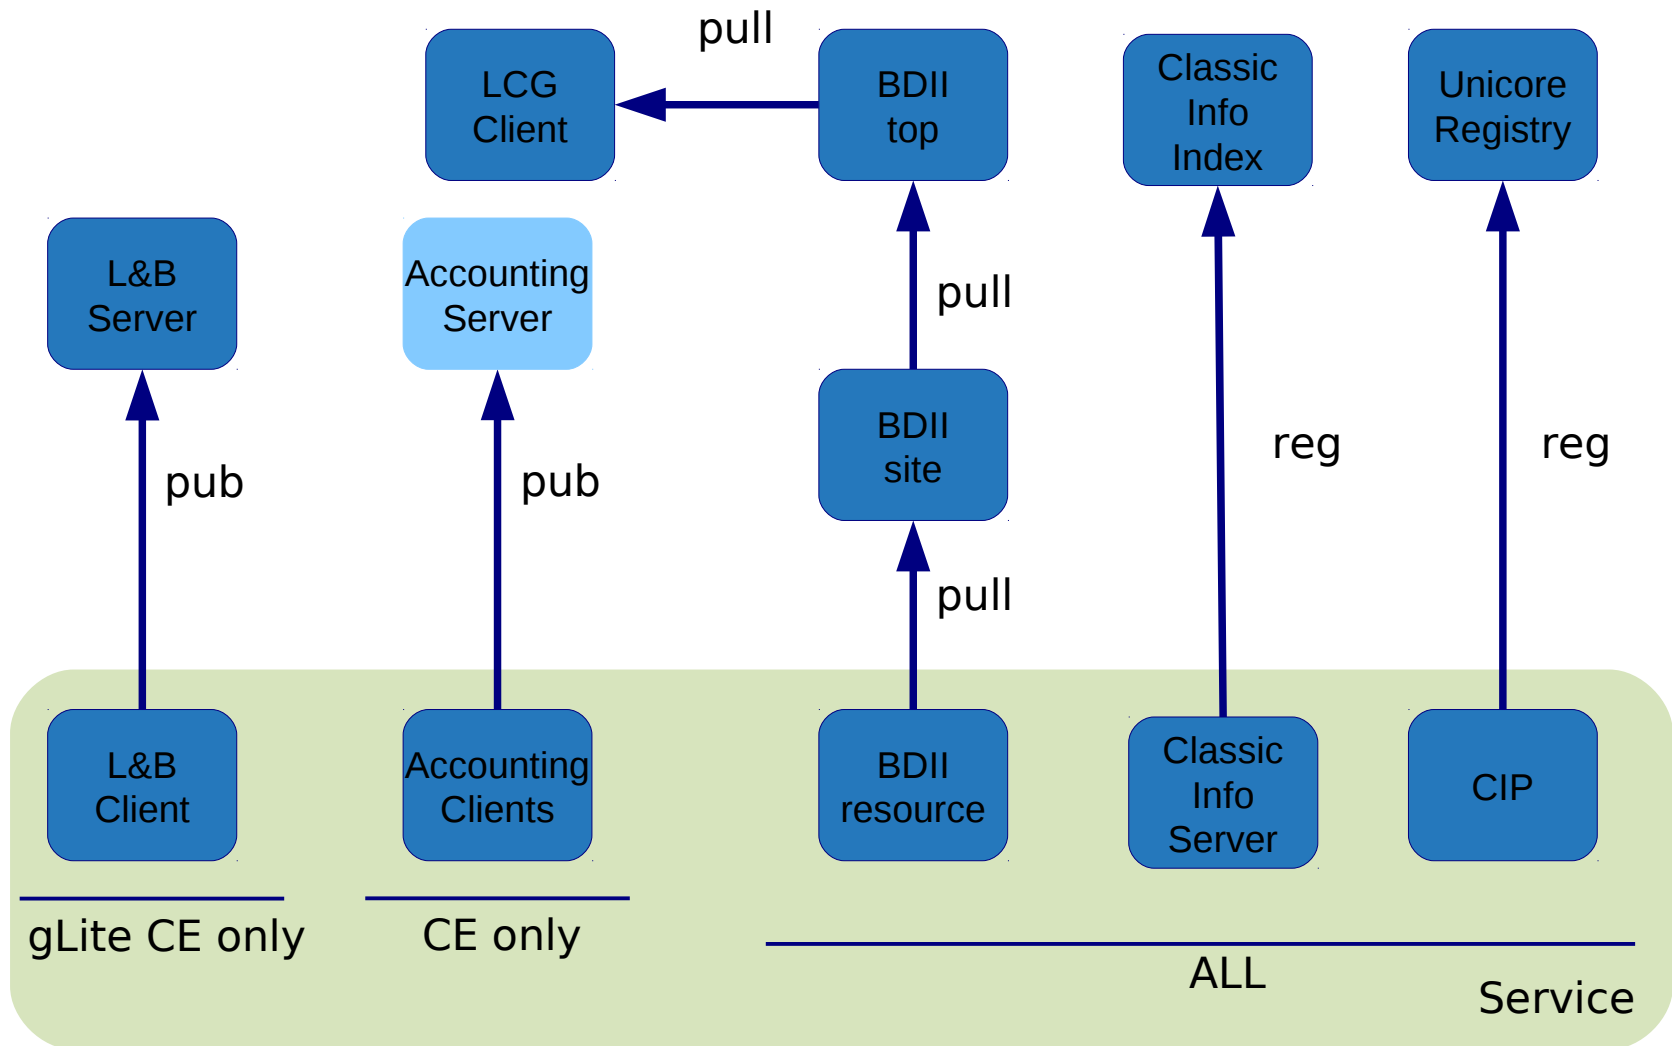 pull
LCG
Client
BDII
top
Classic
Info
Index
Unicore
Registry
L&B
Server
Accounting
Server
pull
BDII
site
reg
reg
pub
pub
pull
L&B
Client
Accounting
Clients
BDII
resource
Classic
Info
Server
CIP
gLite CE only
CE only
ALL
Service